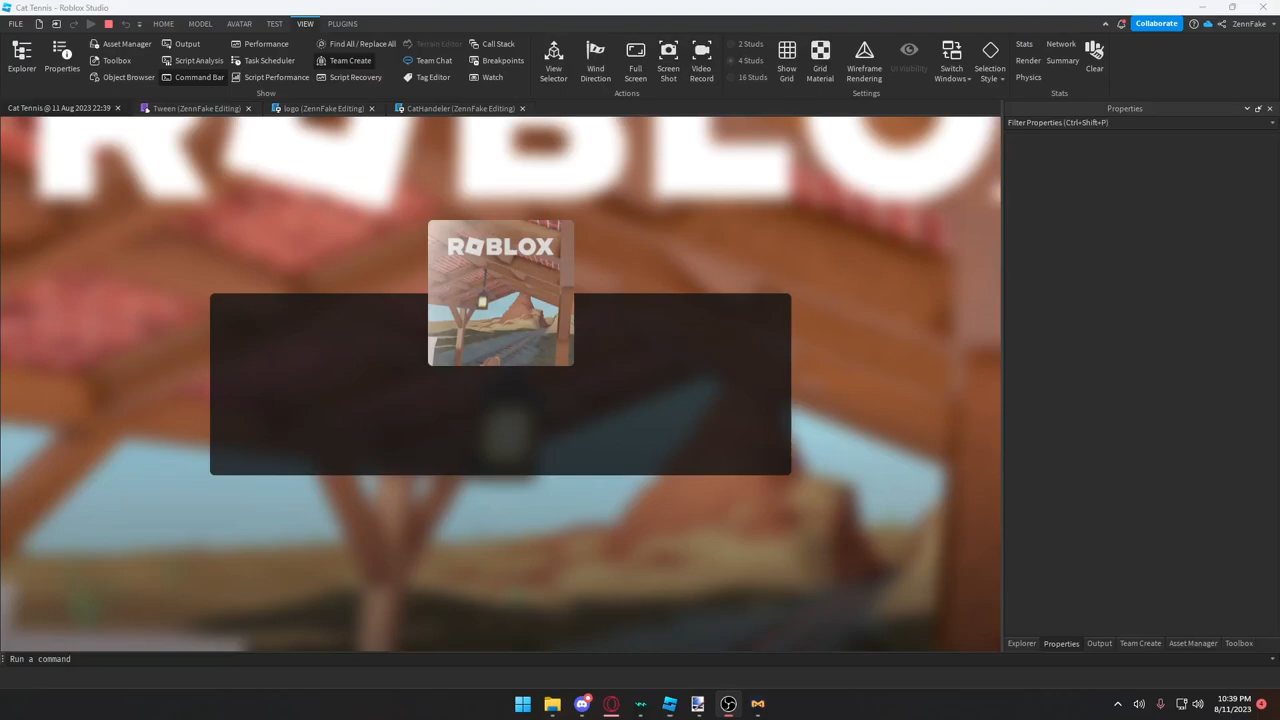 Cat Tennis - Roblox Studio
FILE HOME MODEL AVATAR TEST VIEW PLUGINS Collaborate ZennFake
Explorer Properties
Asset Manager Output Performance Find All / Replace All Terrain Editor Call Stack
Toolbox Script Analysis Task Scheduler Team Create Team Chat Breakpoints
Object Browser Command Bar Script Performance Script Recovery Tag Editor Watch
Show
View Selector Wind Direction Full Screen Screen Shot Video Record
Actions
2 Studs
4 Studs
16 Studs
Show Grid Grid Material Wireframe Rendering UI Visibility Switch Windows Selection Style
Settings
Stats Network
Render Summary
Physics
Clear
Stats
Cat Tennis @ 11 Aug 2023 22:39 Tween (ZennFake Editing) logo (ZennFake Editing) CatHandeler (ZennFake Editing)
Properties
Filter Properties (Ctrl+Shift+P)
ROBLOX
Explorer Properties Output Team Create Asset Manager Toolbox
Run a command
10:39 PM
8/11/2023
4